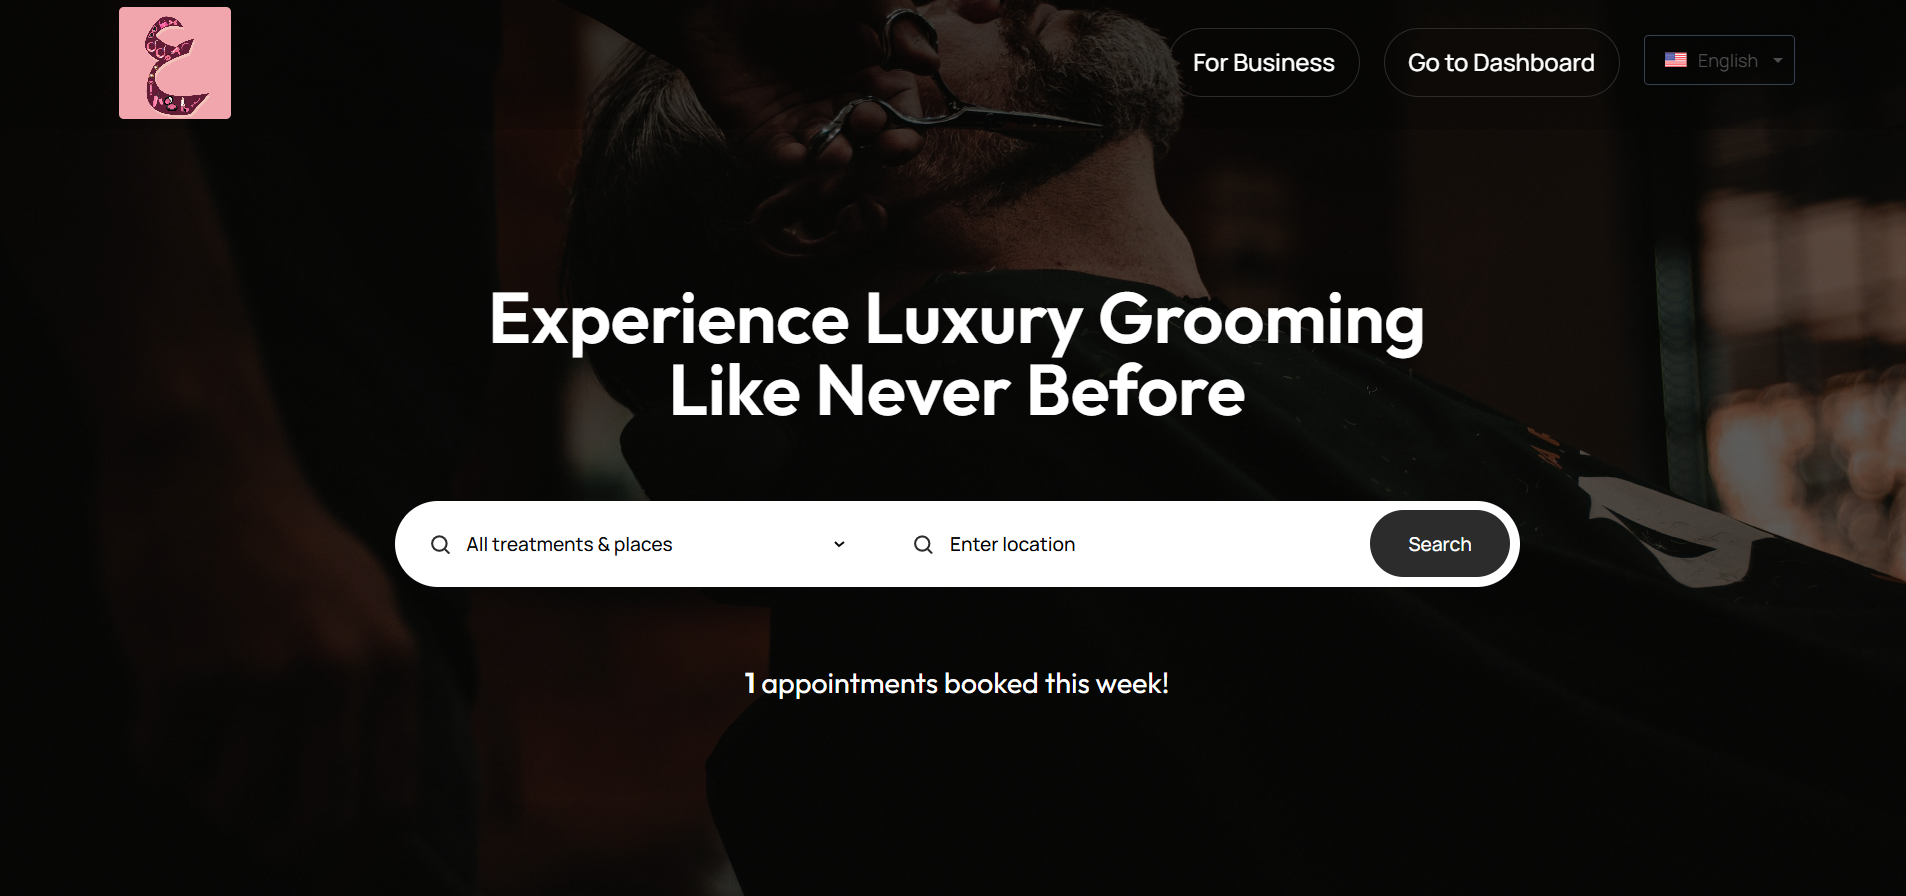 ع
For Business
Go to Dashboard
English
Experience Luxury Grooming
Like Never Before
All treatments & places
Enter location
Search
1 appointments booked this week!